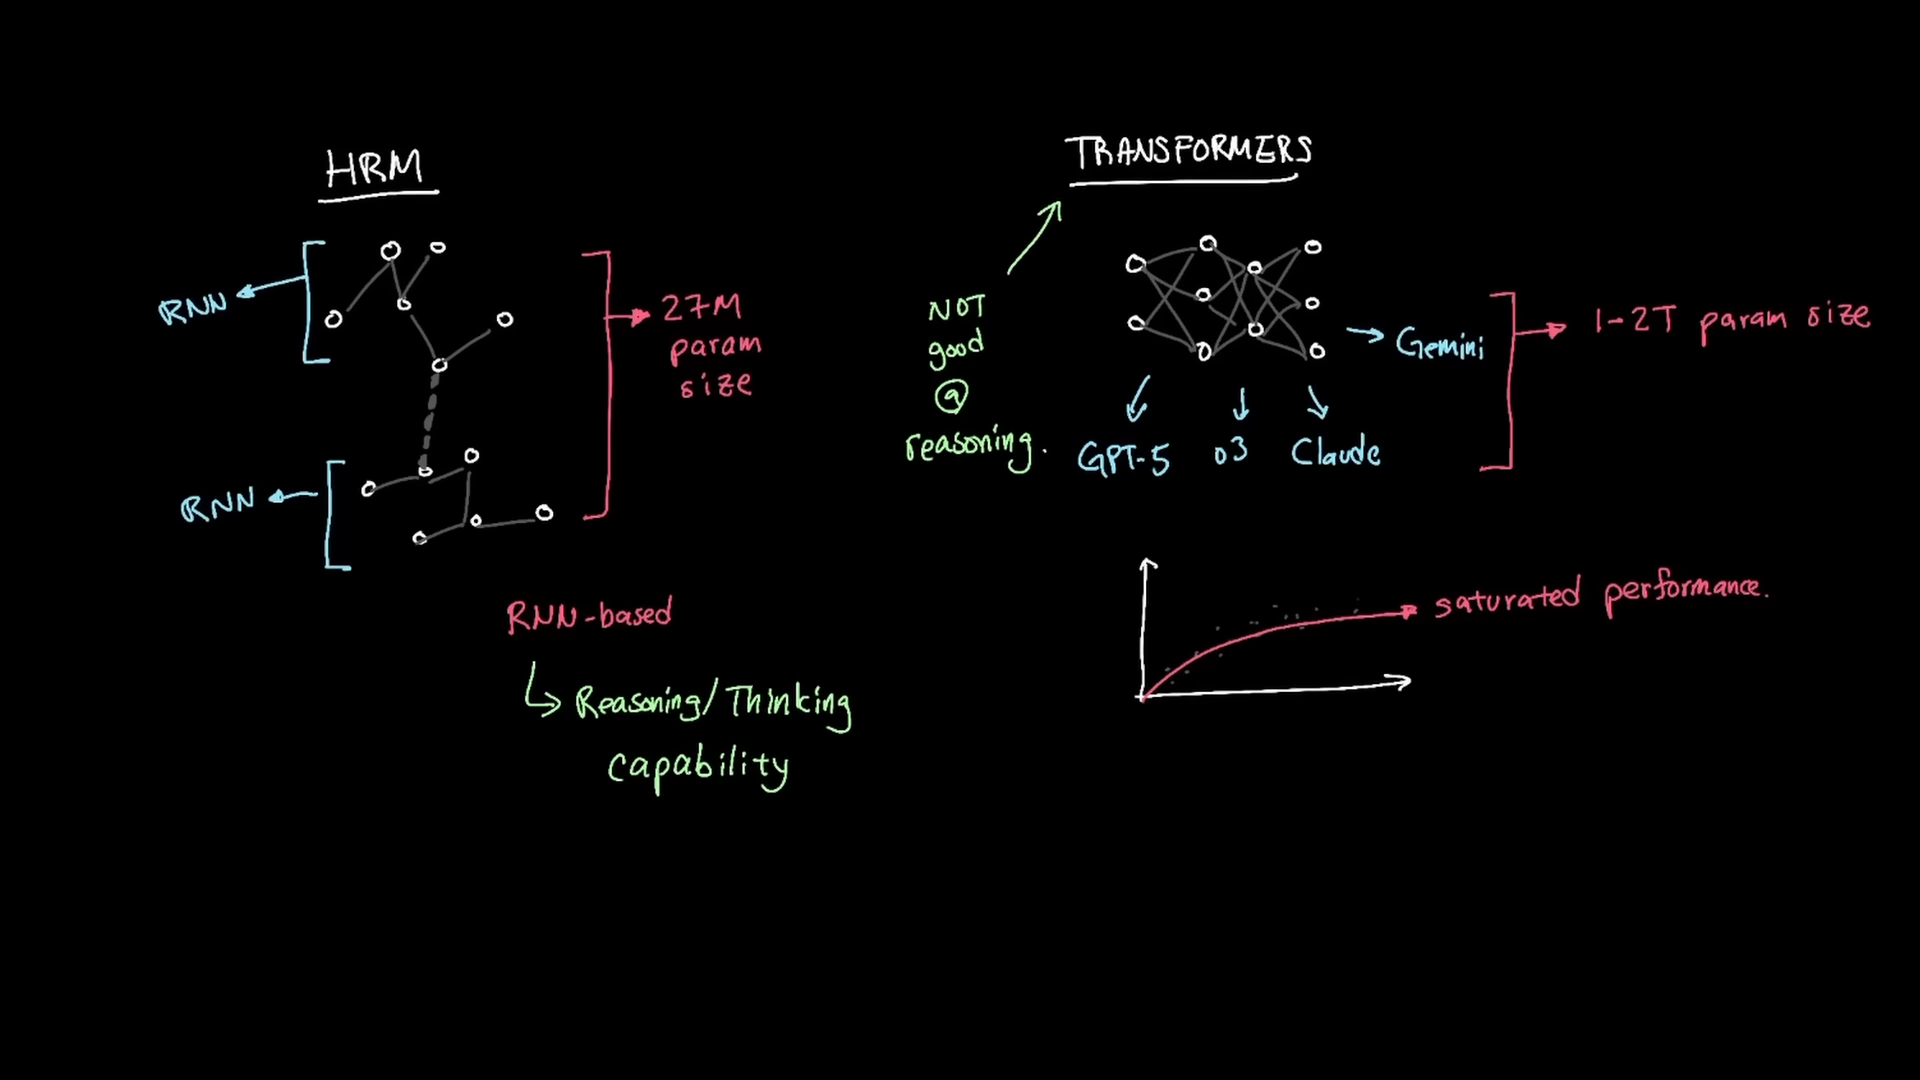 HRM
RNN
27M
param
size
RNN
RNN-based
Reasoning/Thinking
capability
TRANSFORMERS
NOT
good
@
reasoning.
Gemini
GPT-5
o3
Claude
1-2T param size
saturated performance.